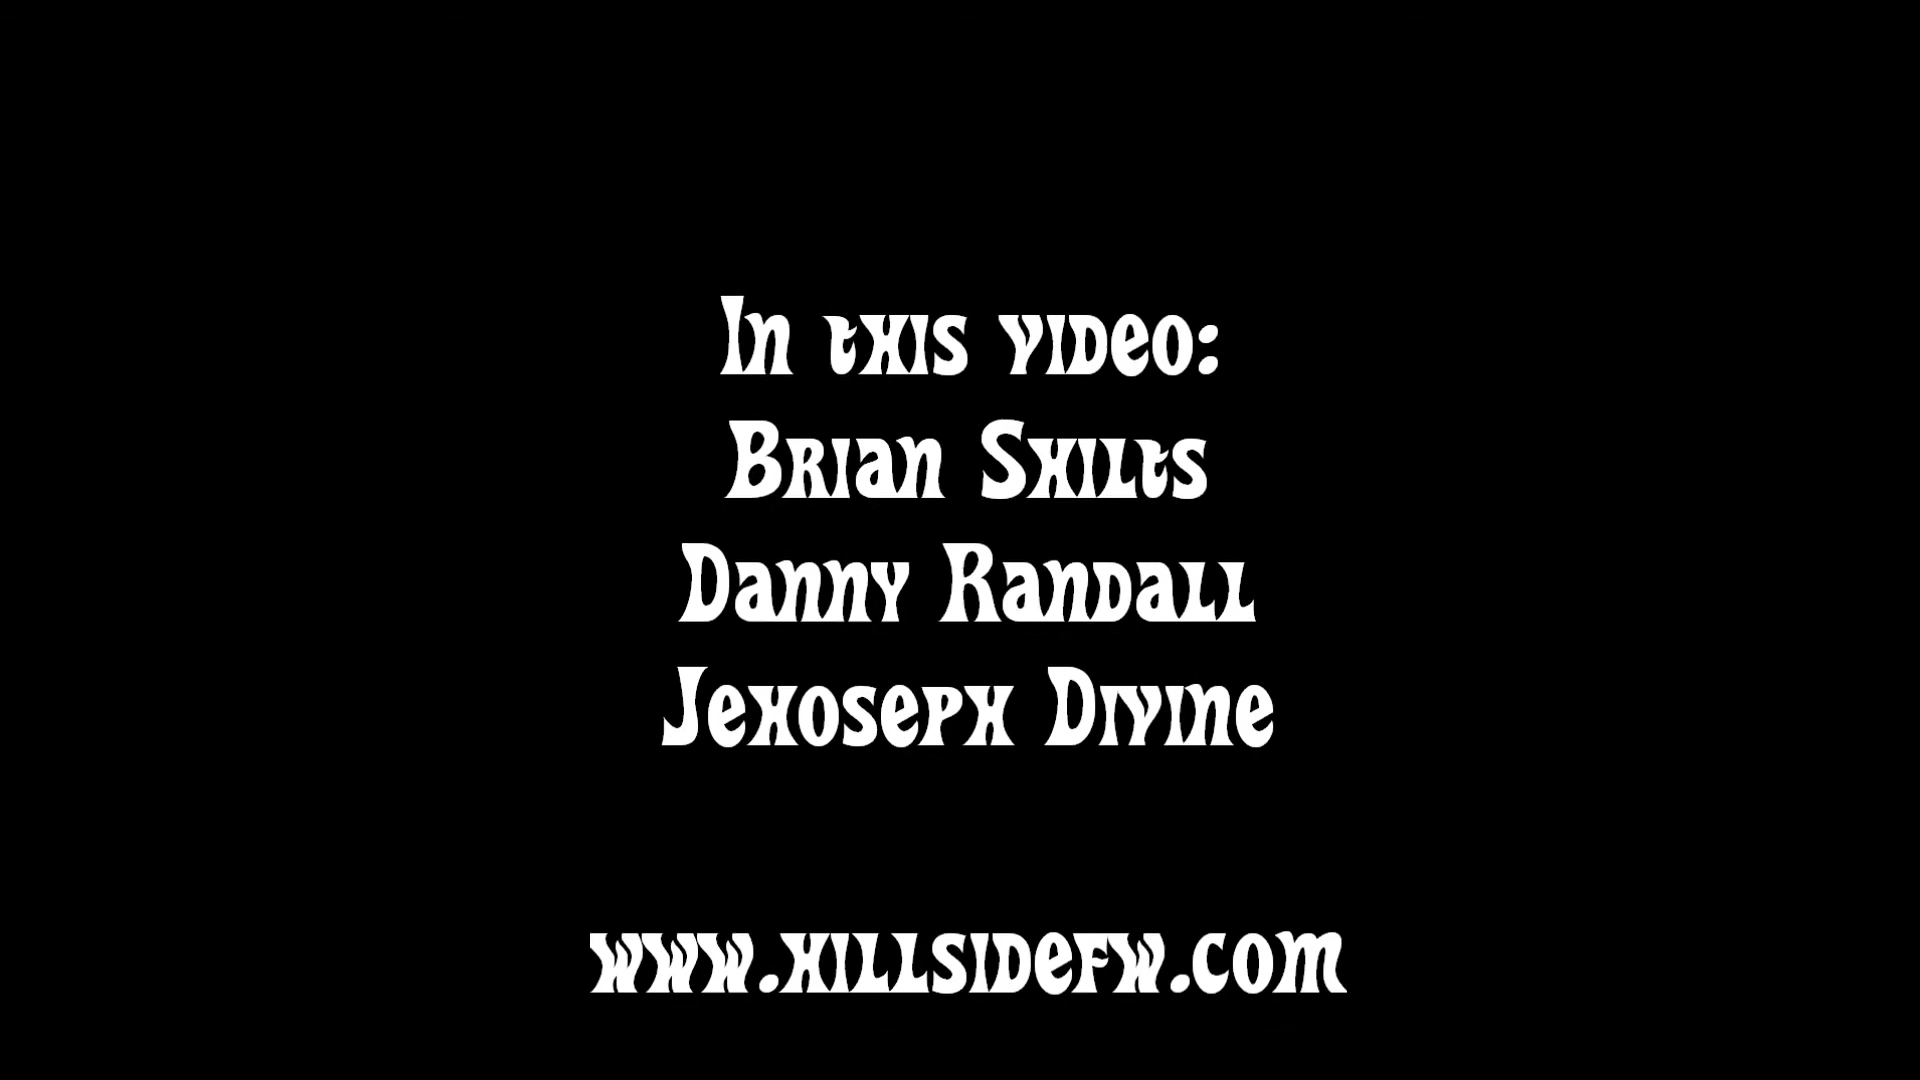 In this video:
Brian Shilts
Danny Randall
Jehoseph Divine
www.hillsidefw.com